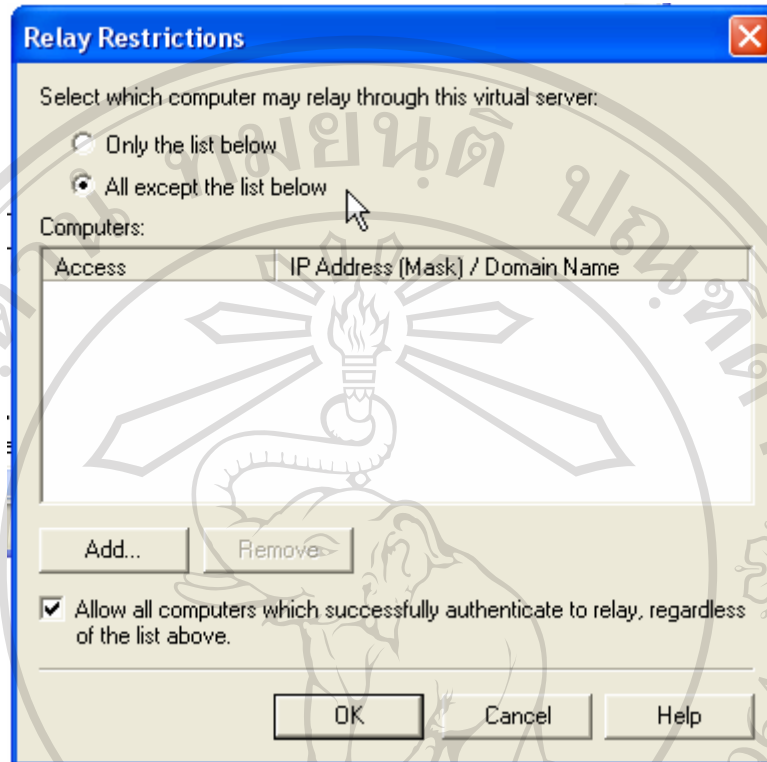 Relay Restrictions
Select which computer may relay through this virtual server:
Only the list below
All except the list below
Computers:
Access IP Address (Mask) / Domain Name
Add... Remove
Allow all computers which successfully authenticate to relay, regardless
of the list above.
OK Cancel Help